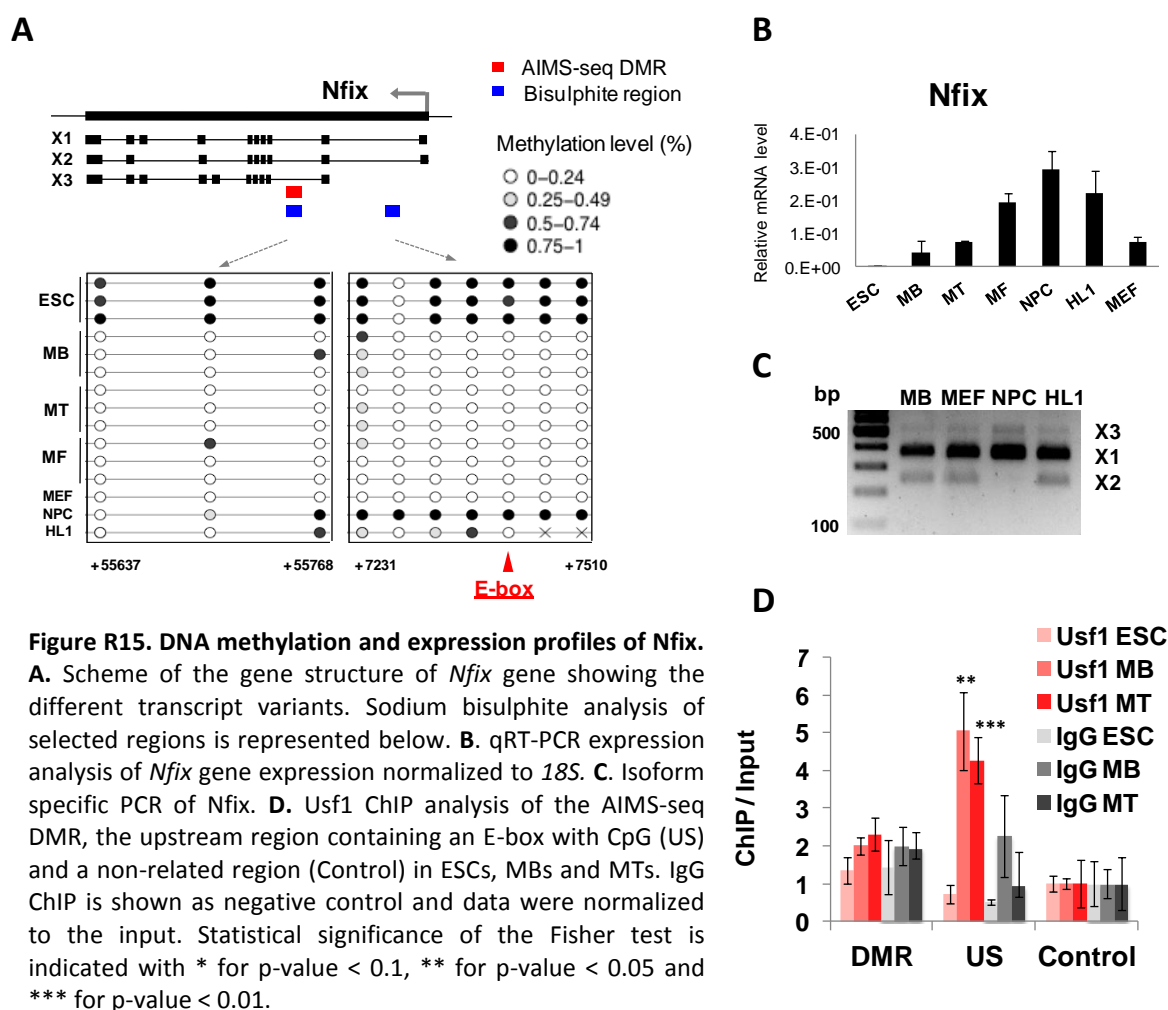 A
Nfix
AIMS-seq DMR
Bisulphite region
X1
X2
X3
Methylation level (%)
0–0.24
0.25–0.49
0.5–0.74
0.75–1
ESC
MB
MT
MF
MEF
NPC
HL1
+55637
+55768
+7231
+7510
E-box
B
Nfix
Relative mRNA level
4.E-01
3.E-01
2.E-01
1.E-01
0.E+00
ESC
MB
MT
MF
NPC
HL1
MEF
C
bp
MB MEF NPC HL1
500
100
X3
X1
X2
D
ChIP / Input
7
6
5
4
3
2
1
0
**
***
Usf1 ESC
Usf1 MB
Usf1 MT
IgG ESC
IgG MB
IgG MT
DMR
US
Control
Figure R15. DNA methylation and expression profiles of Nfix.
A. Scheme of the gene structure of Nfix gene showing the
different transcript variants. Sodium bisulphite analysis of
selected regions is represented below. B. qRT-PCR expression
analysis of Nfix gene expression normalized to 18S. C. Isoform
specific PCR of Nfix. D. Usf1 ChIP analysis of the AIMS-seq
DMR, the upstream region containing an E-box with CpG (US)
and a non-related region (Control) in ESCs, MBs and MTs. IgG
ChIP is shown as negative control and data were normalized
to the input. Statistical significance of the Fisher test is
indicated with * for p-value < 0.1, ** for p-value < 0.05 and
*** for p-value < 0.01.